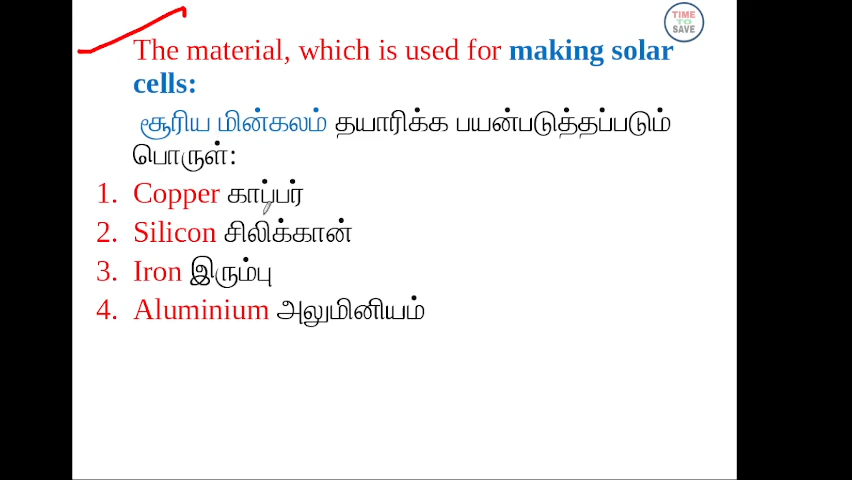 TIME
TO
SAVE
The material, which is used for making solar
cells:
சூரிய மின்கலம் தயாரிக்க பயன்படுத்தப்படும்
பொருள்:
1. Copper காப்பர்
2. Silicon சிலிக்கான்
3. Iron இரும்பு
4. Aluminium அலுமினியம்